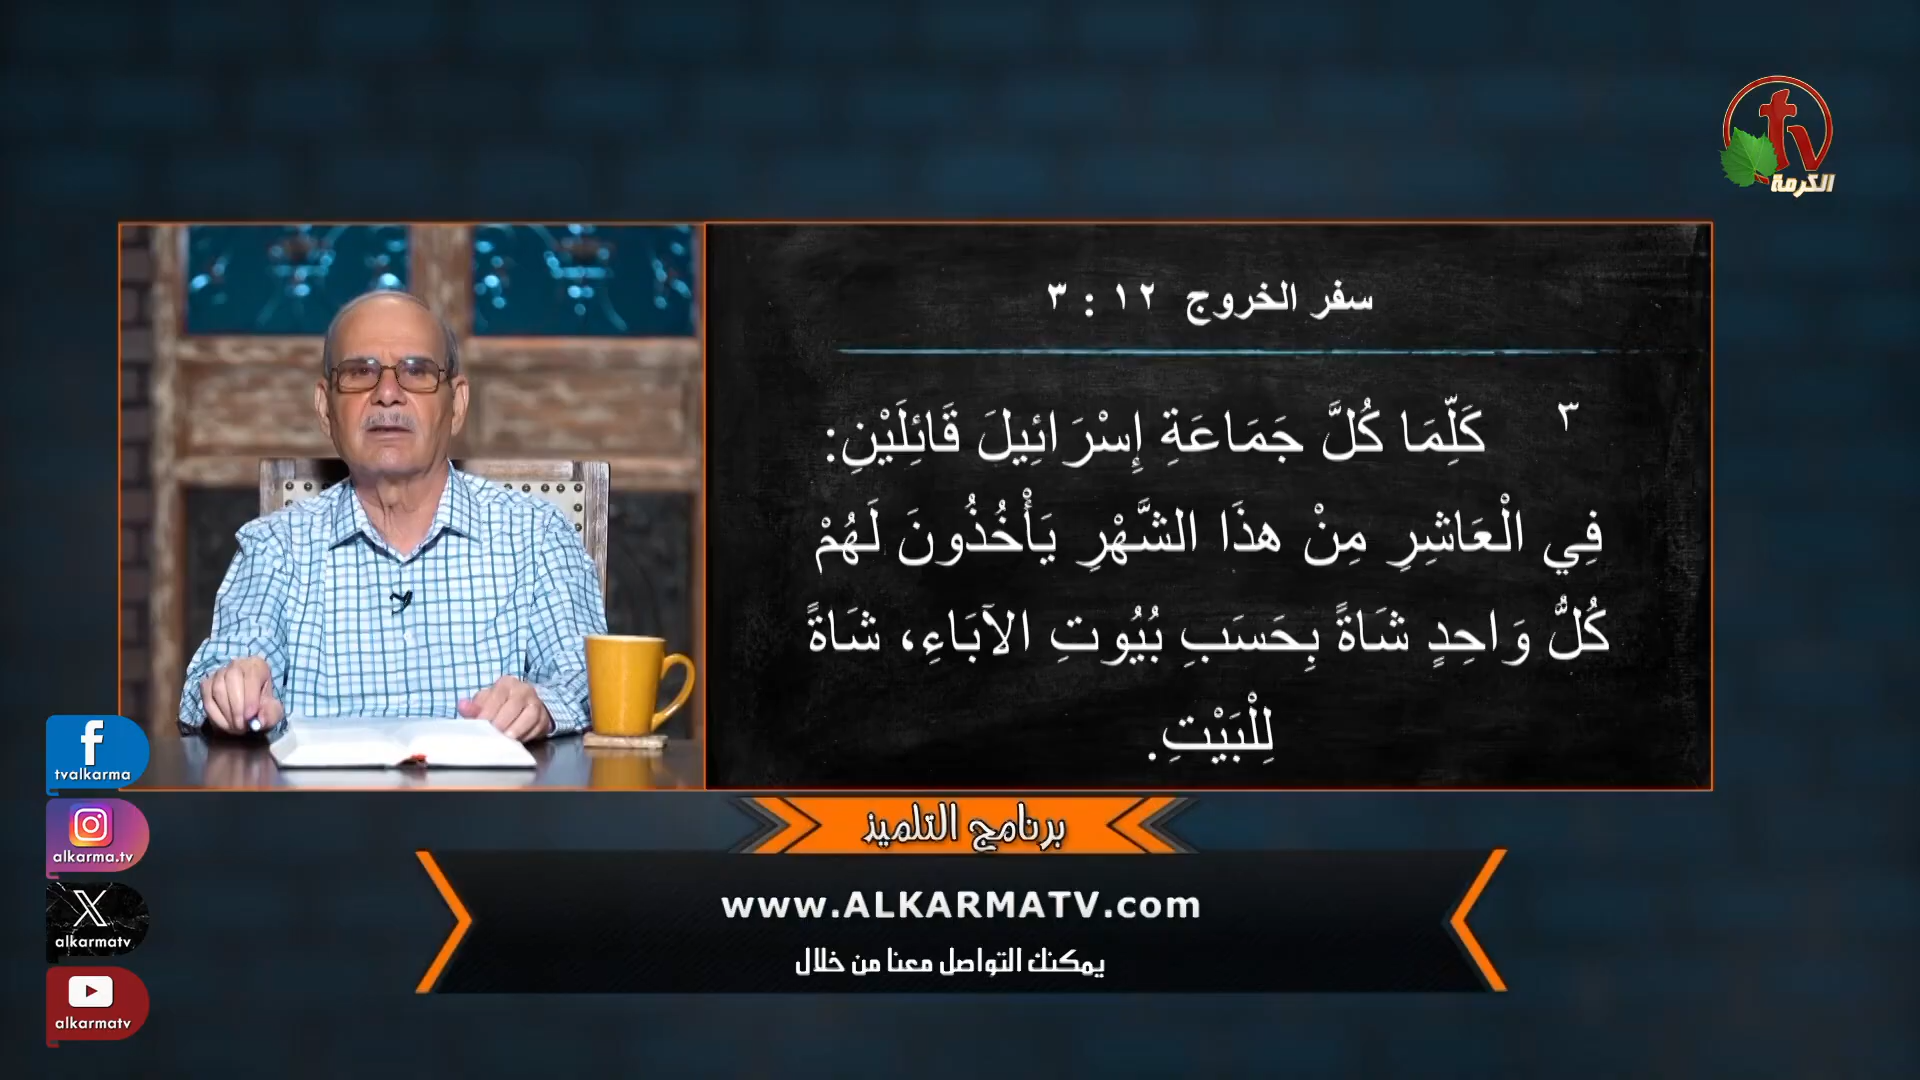 tv
الكرمة
سفر الخروج ١٢ : ٣
٣ كَلِّمَا كُلَّ جَمَاعَةِ إِسْرَائِيلَ قَائِلَيْنِ:
فِي الْعَاشِرِ مِنْ هذَا الشَّهْرِ يَأْخُذُونَ لَهُمْ
كُلُّ وَاحِدٍ شَاةً بِحَسَبِ بُيُوتِ الآبَاءِ، شَاةً
لِلْبَيْتِ.
برنامج التلميذ
www.ALKARMATV.com
يمكنك التواصل معنا من خلال
tvalkarma
alkarma.tv
alkarmatv
alkarmatv